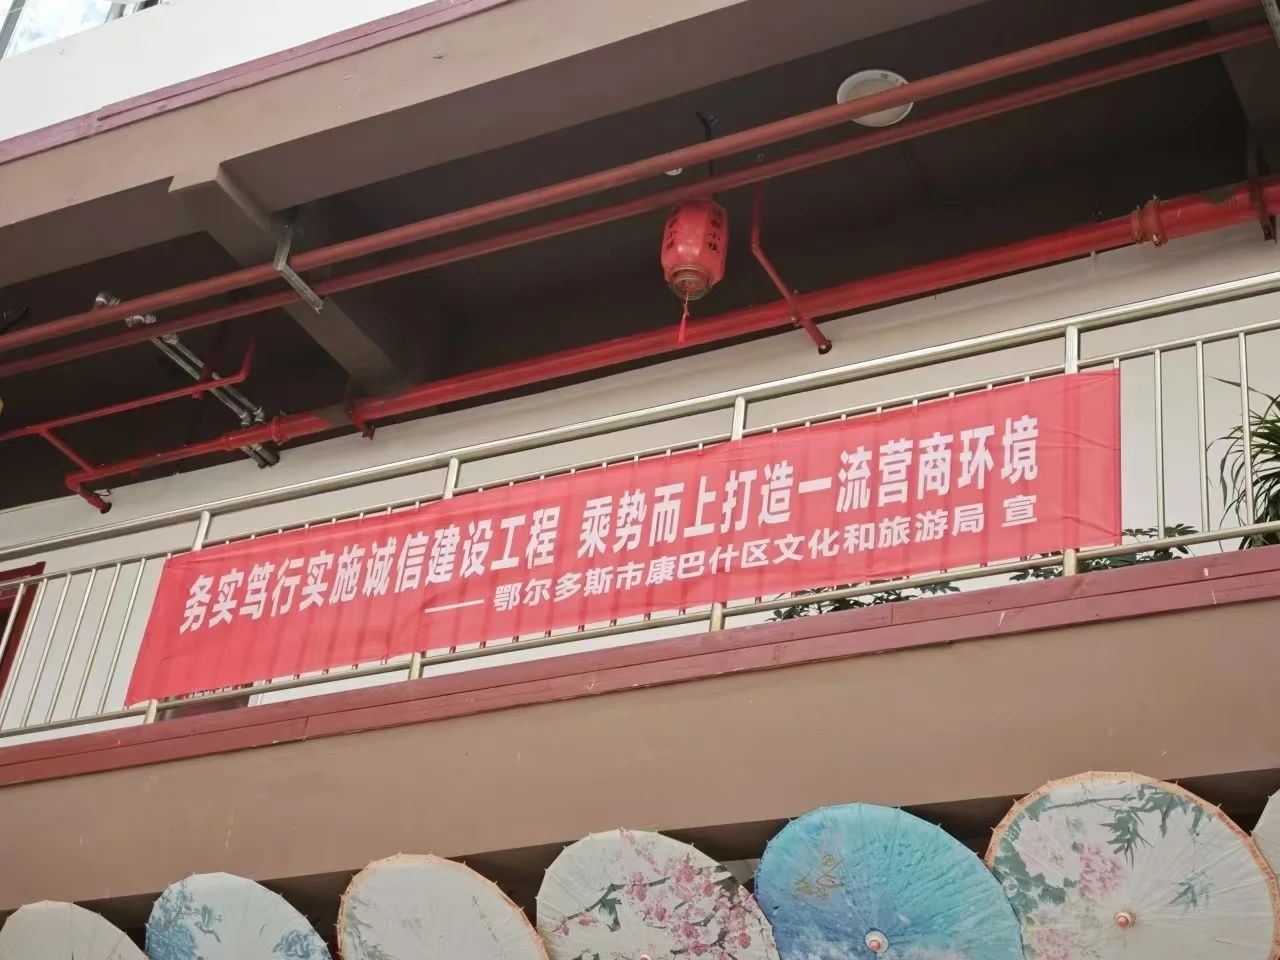 务实笃行实施诚信建设工程 乘势而上打造一流营商环境
——鄂尔多斯市康巴什区文化和旅游局 宣